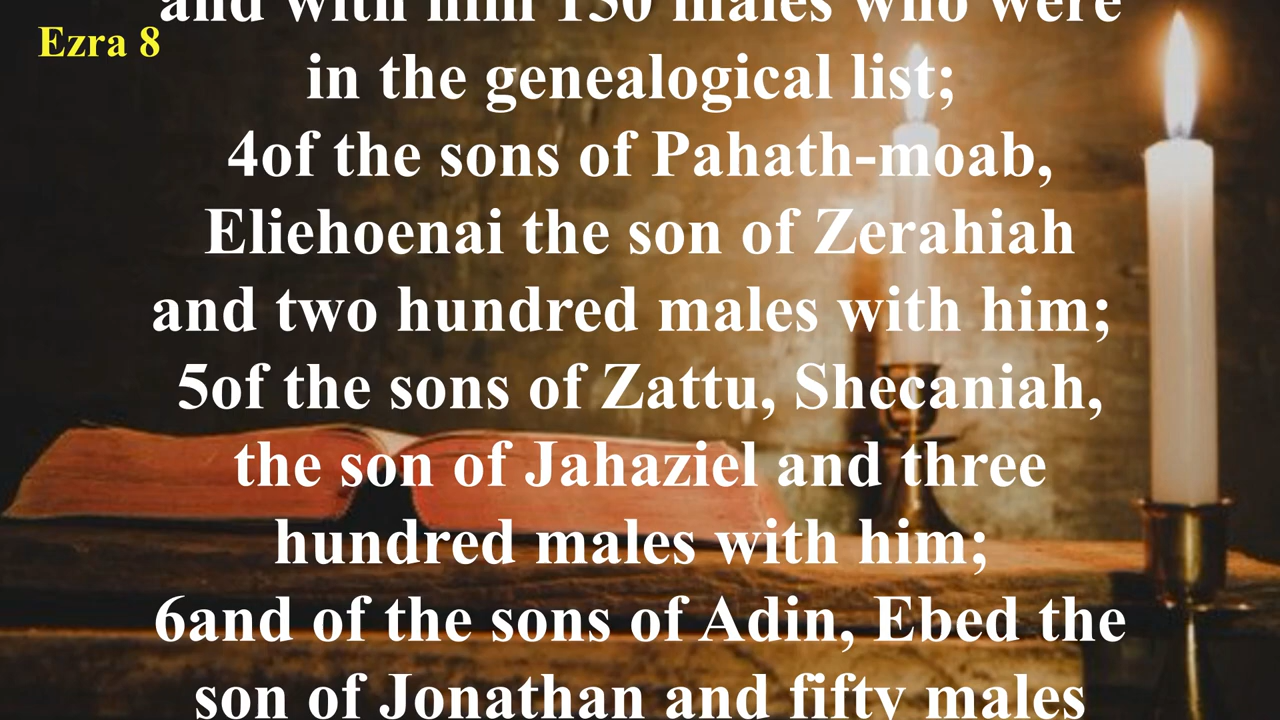 and with him 150 males who were
Ezra 8
in the genealogical list;
4of the sons of Pahath-moab,
Eliehoenai the son of Zerahiah
and two hundred males with him;
5of the sons of Zattu, Shecaniah,
the son of Jahaziel and three
hundred males with him;
6and of the sons of Adin, Ebed the
son of Jonathan and fifty males